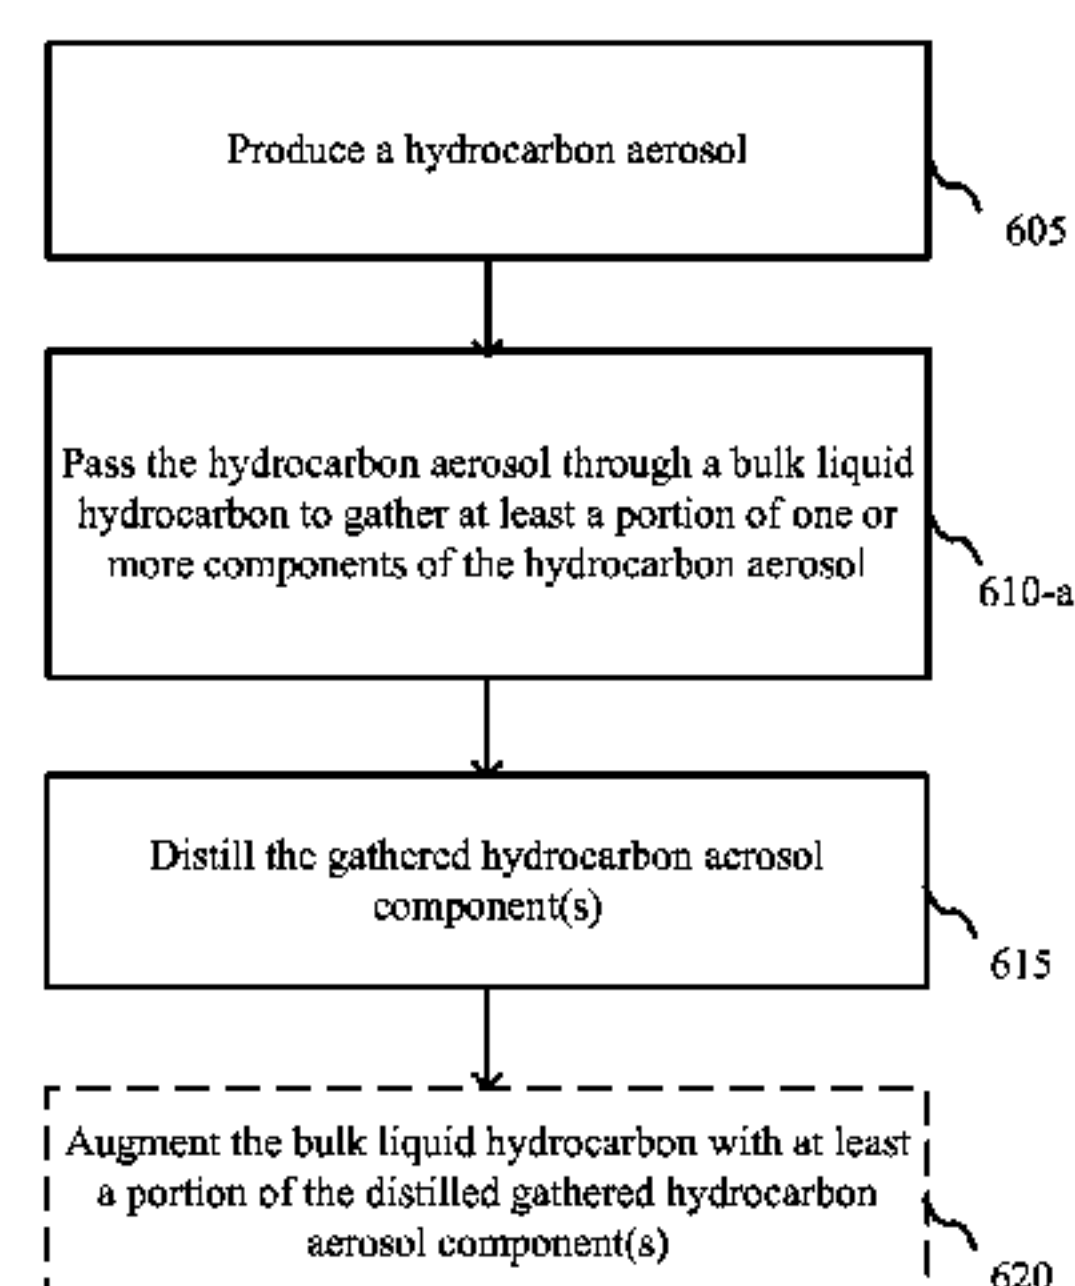 Produce a hydrocarbon aerosol
605
Pass the hydrocarbon aerosol through a bulk liquid
hydrocarbon to gather at least a portion of one or
more components of the hydrocarbon aerosol
610-a
Distill the gathered hydrocarbon aerosol
component(s)
615
Augment the bulk liquid hydrocarbon with at least
a portion of the distilled gathered hydrocarbon
aerosol component(s)
620